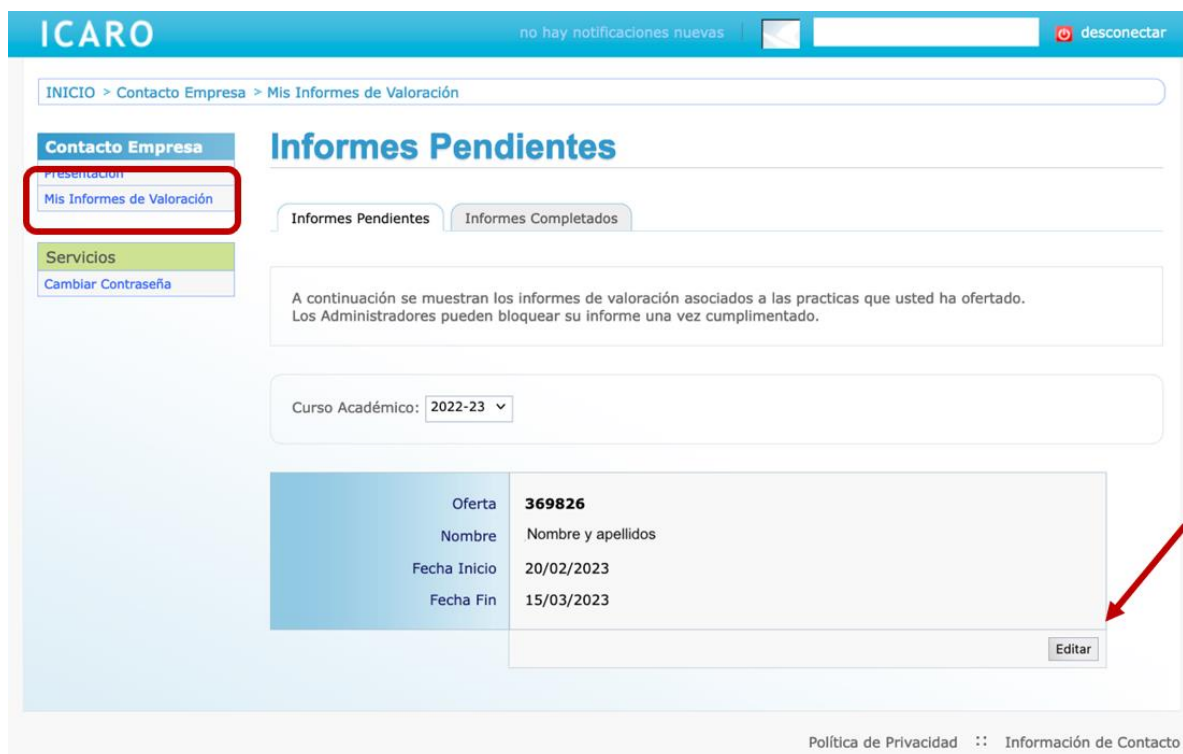 ICARO
no hay notificaciones nuevas
desconectar
INICIO > Contacto Empresa > Mis Informes de Valoración
Contacto Empresa
Presentación
Mis Informes de Valoración
Servicios
Cambiar Contraseña
Informes Pendientes
Informes Pendientes
Informes Completados
A continuación se muestran los informes de valoración asociados a las practicas que usted ha ofertado.
Los Administradores pueden bloquear su informe una vez cumplimentado.
Curso Académico: 2022-23
Oferta 369826
Nombre Nombre y apellidos
Fecha Inicio 20/02/2023
Fecha Fin 15/03/2023
Editar
Política de Privacidad :: Información de Contacto